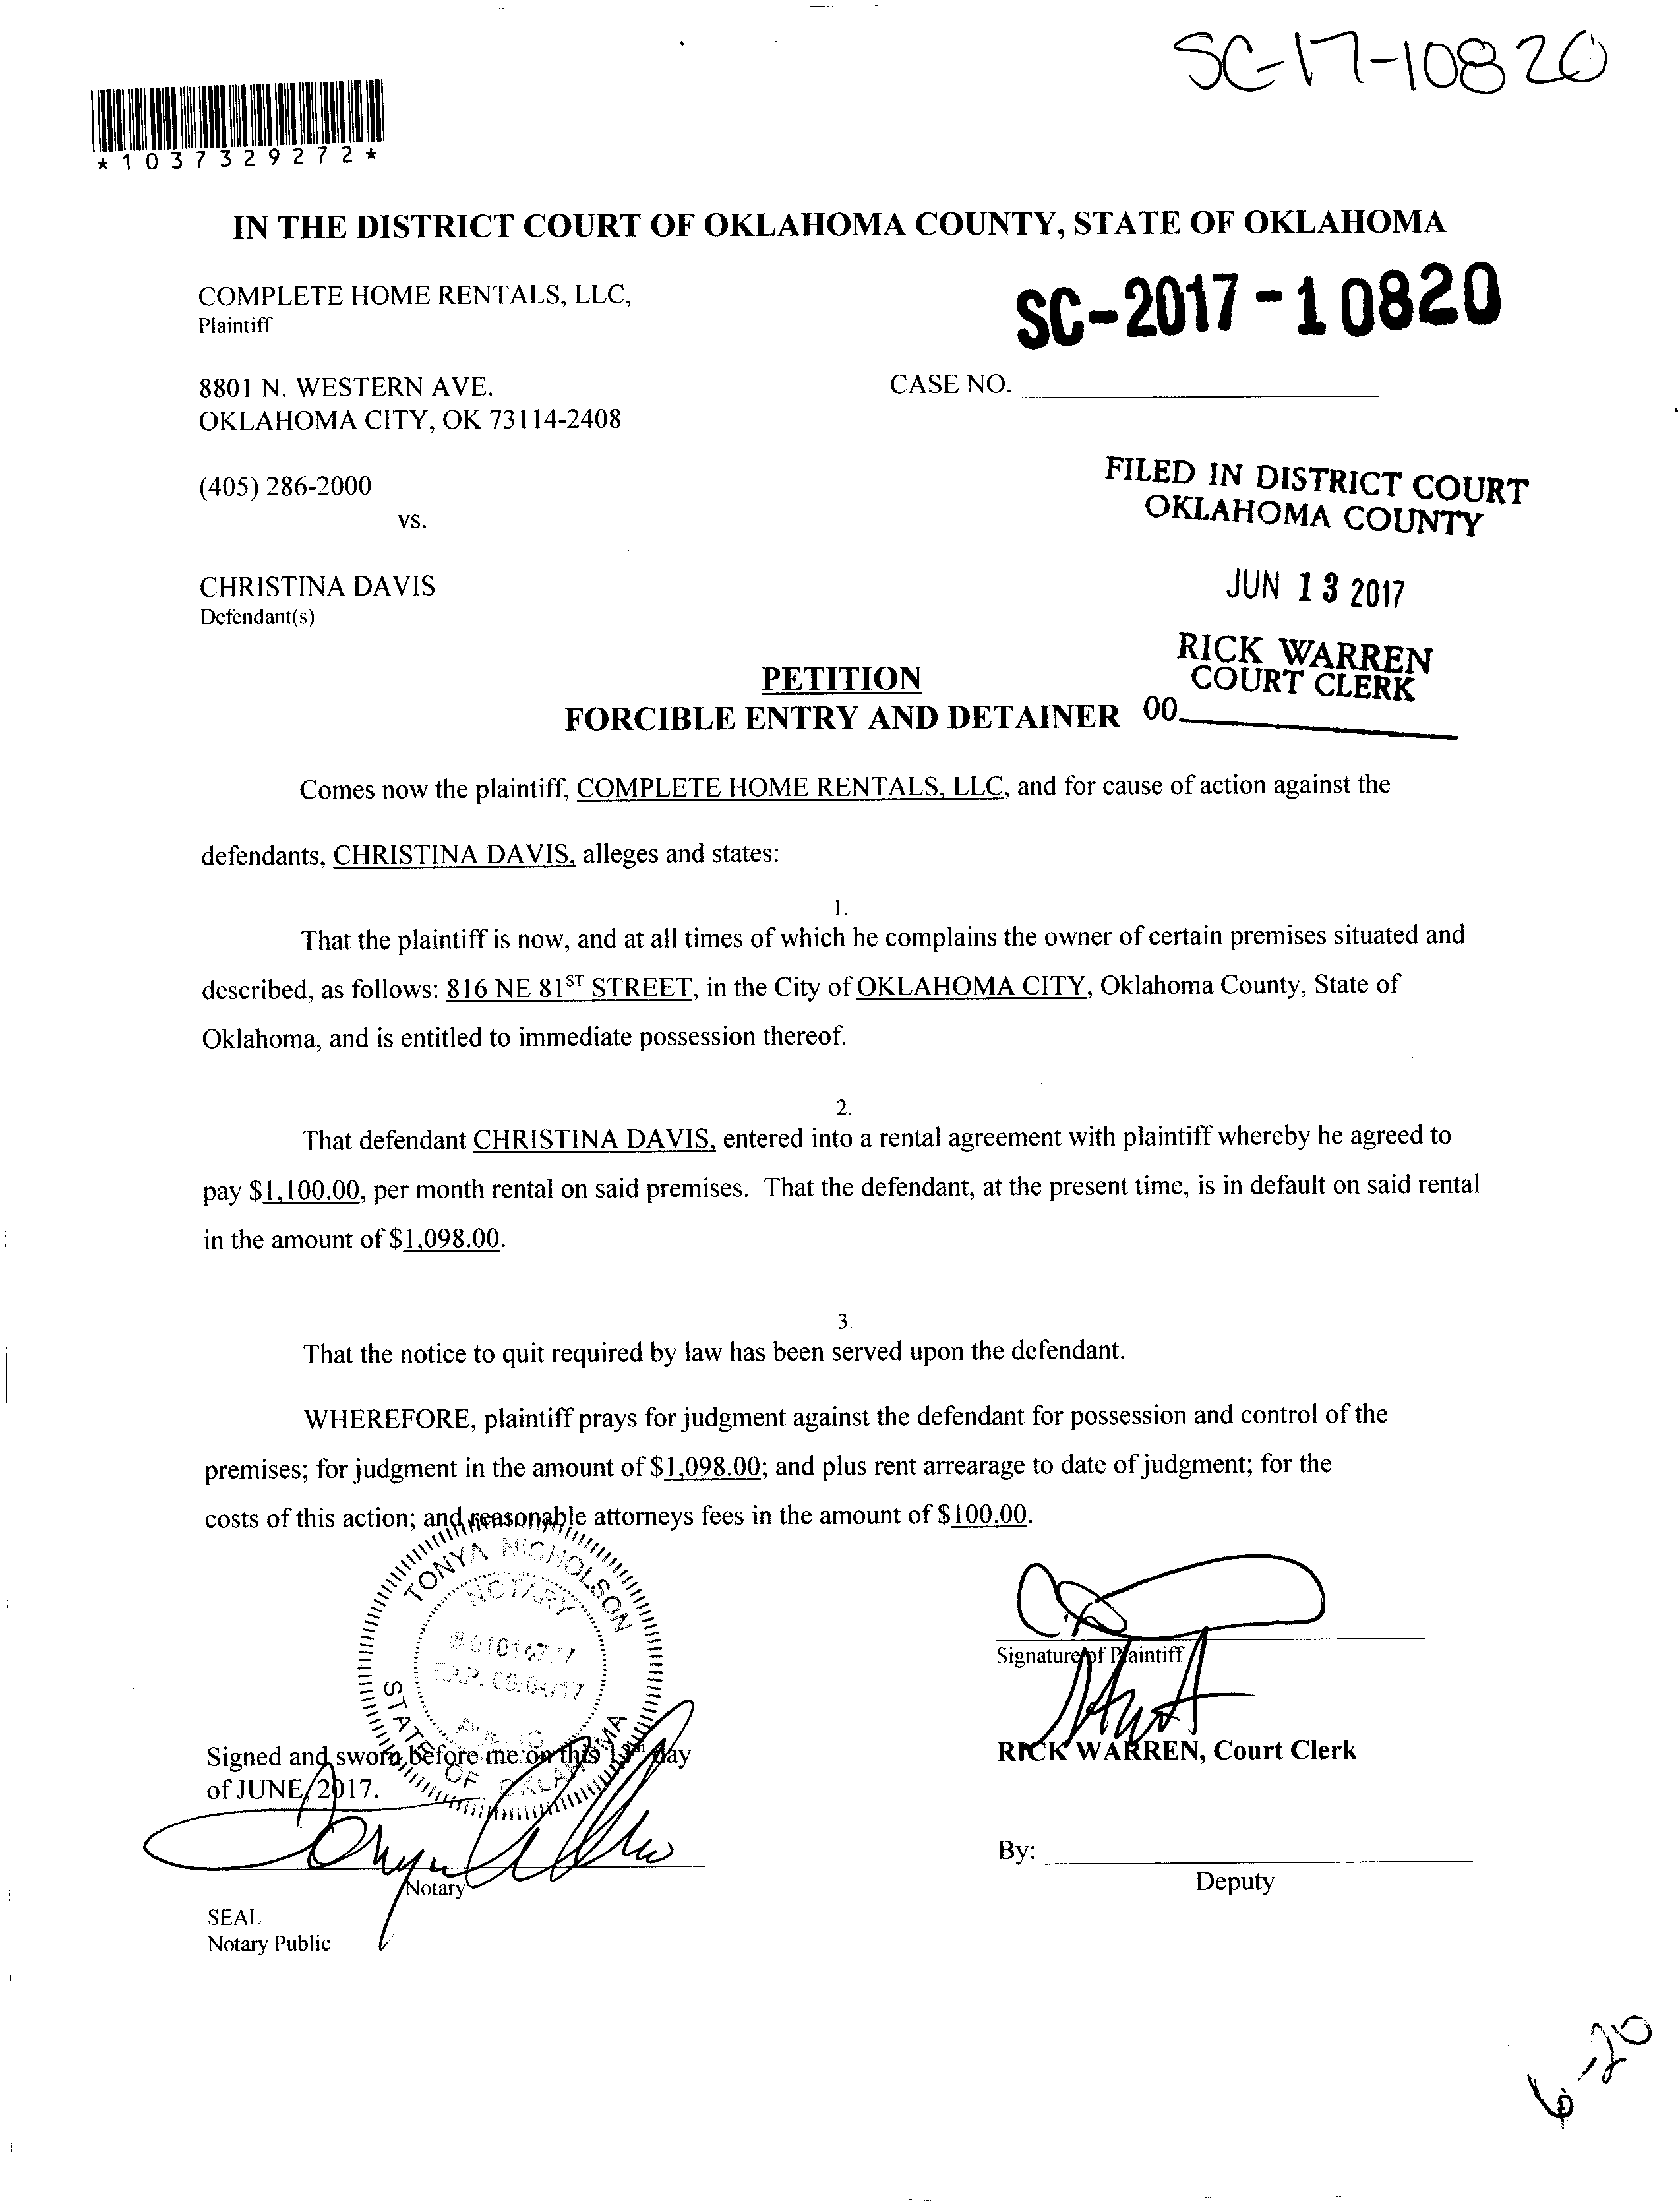 SC-17-10820
*1037329272*
IN THE DISTRICT COURT OF OKLAHOMA COUNTY, STATE OF OKLAHOMA
COMPLETE HOME RENTALS, LLC,
Plaintiff
SC-2017-10820
8801 N. WESTERN AVE.
CASE NO.
OKLAHOMA CITY, OK 73114-2408
(405) 286-2000
FILED IN DISTRICT COURT
OKLAHOMA COUNTY
vs.
CHRISTINA DAVIS
Defendant(s)
JUN 13 2017
RICK WARREN
COURT CLERK
PETITION
FORCIBLE ENTRY AND DETAINER
00
Comes now the plaintiff, COMPLETE HOME RENTALS, LLC, and for cause of action against the
defendants, CHRISTINA DAVIS, alleges and states:
1.
That the plaintiff is now, and at all times of which he complains the owner of certain premises situated and
described, as follows: 816 NE 81ST STREET, in the City of OKLAHOMA CITY, Oklahoma County, State of
Oklahoma, and is entitled to immediate possession thereof.
2.
That defendant CHRISTINA DAVIS, entered into a rental agreement with plaintiff whereby he agreed to
pay $1,100.00, per month rental on said premises. That the defendant, at the present time, is in default on said rental
in the amount of $1,098.00.
3.
That the notice to quit required by law has been served upon the defendant.
WHEREFORE, plaintiff prays for judgment against the defendant for possession and control of the
premises; for judgment in the amount of $1,098.00; and plus rent arrearage to date of judgment; for the
costs of this action; and reasonable attorneys fees in the amount of $100.00.
TONYA NICHOLSON
NOTARY
EXP.
PUBLIC
STATE OF OKLAHOMA
Signature of Plaintiff
RICK WARREN, Court Clerk
Signed and sworn before me on this 13th day
of JUNE, 2017.
By:
Deputy
Notary
SEAL
Notary Public
6-20